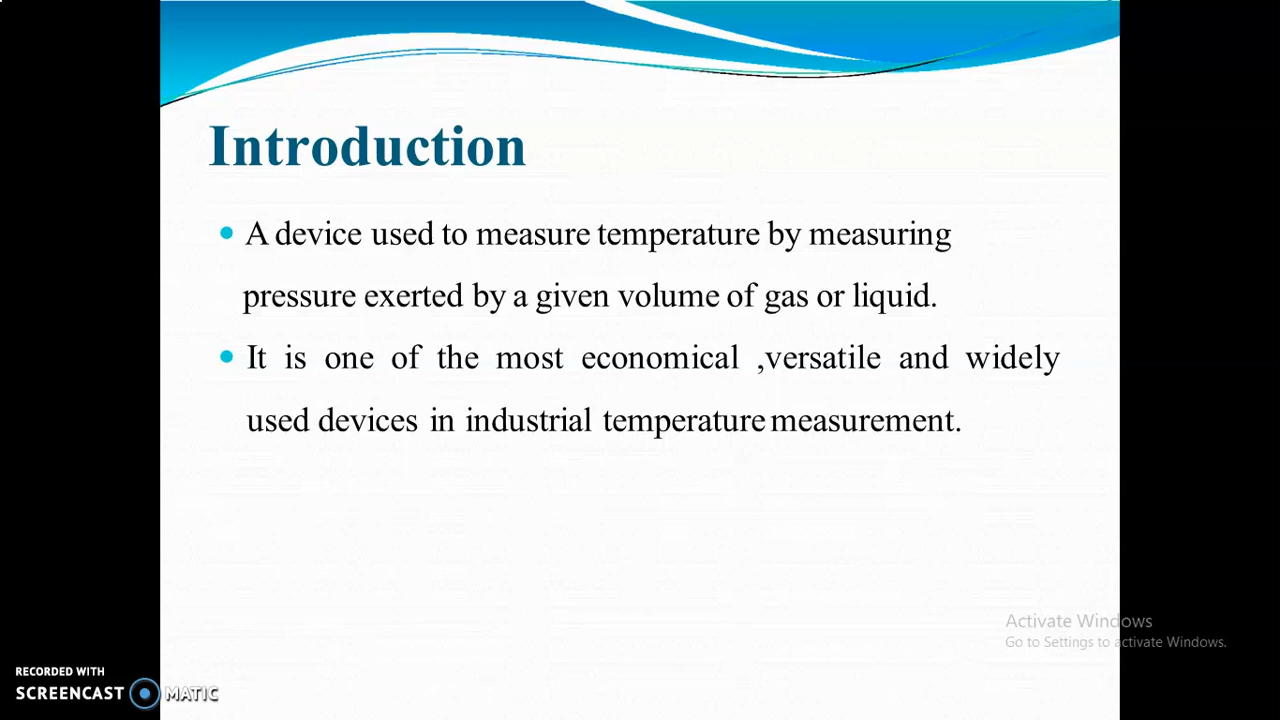 Introduction
A device used to measure temperature by measuring
pressure exerted by a given volume of gas or liquid.
It is one of the most economical ,versatile and widely
used devices in industrial temperature measurement.
Activate Windows
Go to Settings to activate Windows.
RECORDED WITH
SCREENCAST MATIC